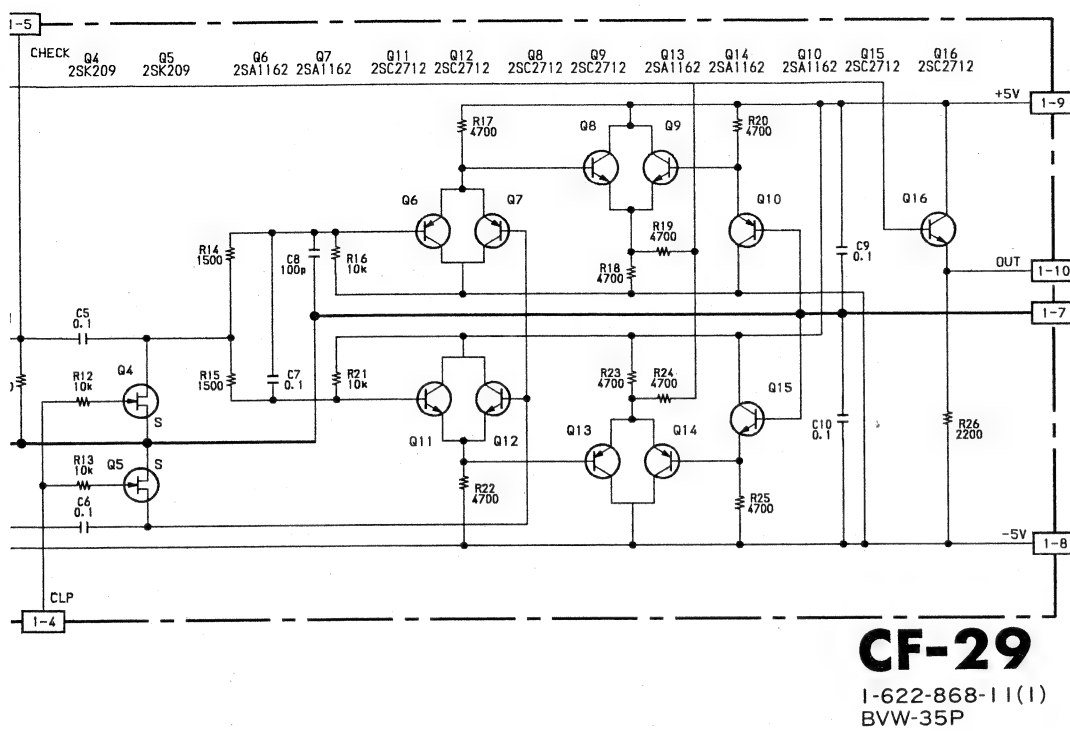 1-5
CHECK
Q4 2SK209
Q5 2SK209
Q6 2SA1162
Q7 2SA1162
Q11 2SC2712
Q12 2SC2712
Q8 2SC2712
Q9 2SC2712
Q13 2SA1162
Q14 2SA1162
Q10 2SA1162
Q15 2SC2712
Q16 2SC2712
+5V
1-9
R17 4700
Q8
Q9
R20 4700
Q6
Q7
Q10
Q16
R14 1500
C8 100p
R16 10k
R19 4700
R18 4700
C9 0.1
OUT
1-10
1-7
C5 0.1
R12 10k
Q4
S
R15 1500
C7 0.1
R21 10k
R23 4700
R24 4700
Q15
Q11
Q12
Q13
Q14
C10 0.1
R26 2200
R13 10k
Q5
S
R22 4700
R25 4700
C6 0.1
-5V
1-8
CLP
1-4
CF-29
1-622-868-11(1)
BVW-35P